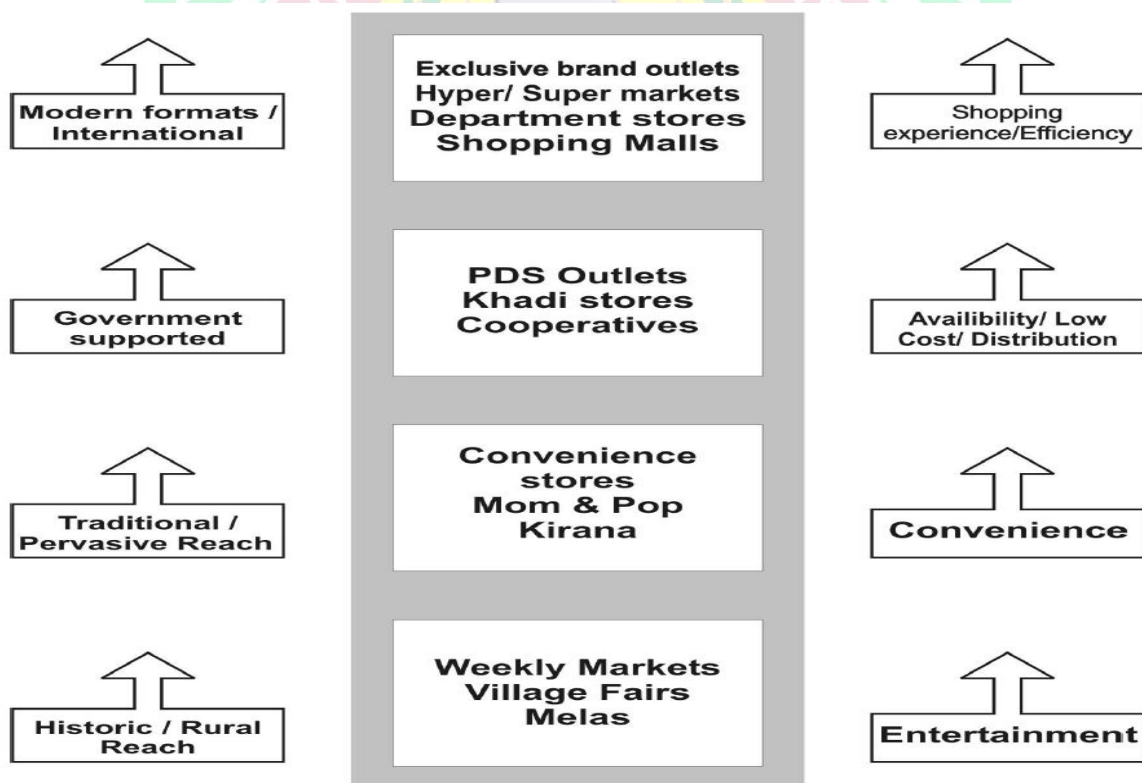 Modern formats /
International
Exclusive brand outlets
Hyper/ Super markets
Department stores
Shopping Malls
Shopping
experience/Efficiency
Government
supported
PDS Outlets
Khadi stores
Cooperatives
Availibility/ Low
Cost/ Distribution
Traditional /
Pervasive Reach
Convenience
stores
Mom & Pop
Kirana
Convenience
Historic / Rural
Reach
Weekly Markets
Village Fairs
Melas
Entertainment